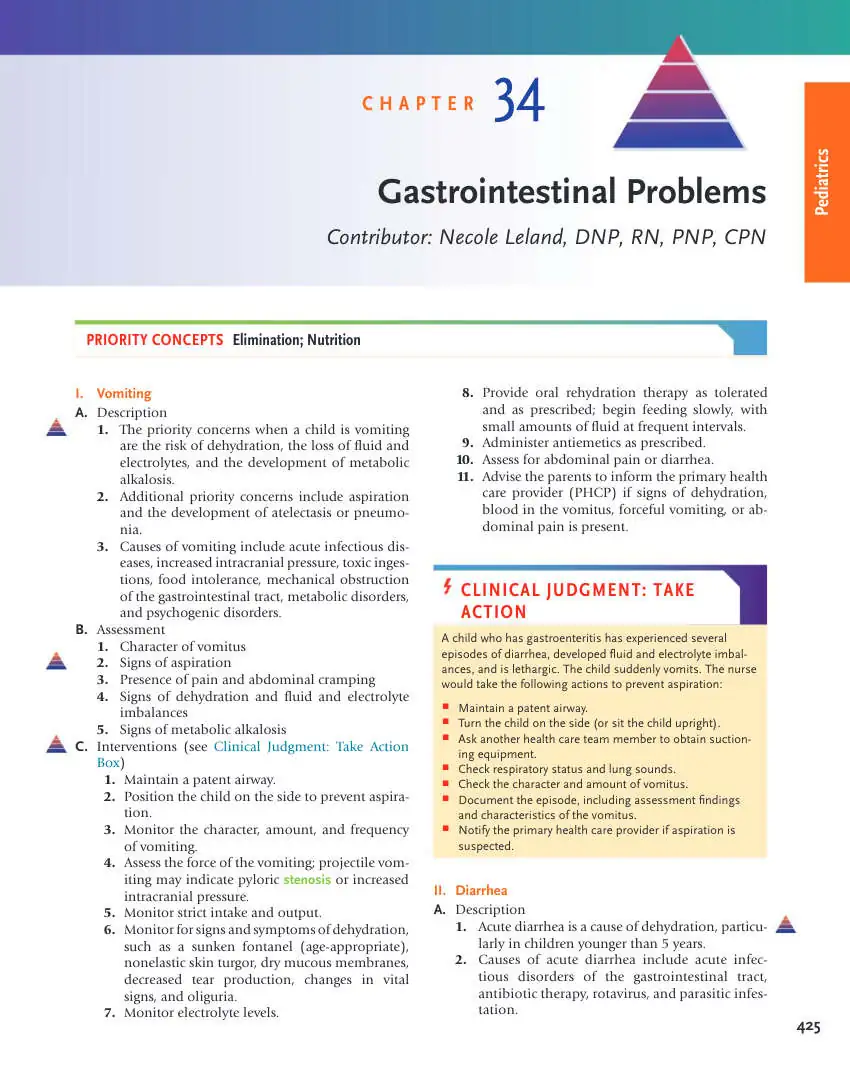 CHAPTER 34
Pediatrics
Gastrointestinal Problems
Contributor: Necole Leland, DNP, RN, PNP, CPN
PRIORITY CONCEPTS Elimination; Nutrition
I. Vomiting
A. Description
1. The priority concerns when a child is vomiting
are the risk of dehydration, the loss of fluid and
electrolytes, and the development of metabolic
alkalosis.
2. Additional priority concerns include aspiration
and the development of atelectasis or pneumo-
nia.
3. Causes of vomiting include acute infectious dis-
eases, increased intracranial pressure, toxic inges-
tions, food intolerance, mechanical obstruction
of the gastrointestinal tract, metabolic disorders,
and psychogenic disorders.
B. Assessment
1. Character of vomitus
2. Signs of aspiration
3. Presence of pain and abdominal cramping
4. Signs of dehydration and fluid and electrolyte
imbalances
5. Signs of metabolic alkalosis
C. Interventions (see Clinical Judgment: Take Action
Box)
1. Maintain a patent airway.
2. Position the child on the side to prevent aspira-
tion.
3. Monitor the character, amount, and frequency
of vomiting.
4. Assess the force of the vomiting; projectile vom-
iting may indicate pyloric stenosis or increased
intracranial pressure.
5. Monitor strict intake and output.
6. Monitor for signs and symptoms of dehydration,
such as a sunken fontanel (age-appropriate),
nonelastic skin turgor, dry mucous membranes,
decreased tear production, changes in vital
signs, and oliguria.
7. Monitor electrolyte levels.
8. Provide oral rehydration therapy as tolerated
and as prescribed; begin feeding slowly, with
small amounts of fluid at frequent intervals.
9. Administer antiemetics as prescribed.
10. Assess for abdominal pain or diarrhea.
11. Advise the parents to inform the primary health
care provider (PHCP) if signs of dehydration,
blood in the vomitus, forceful vomiting, or ab-
dominal pain is present.
CLINICAL JUDGMENT: TAKE
ACTION
A child who has gastroenteritis has experienced several
episodes of diarrhea, developed fluid and electrolyte imbal-
ances, and is lethargic. The child suddenly vomits. The nurse
would take the following actions to prevent aspiration:
▪ Maintain a patent airway.
▪ Turn the child on the side (or sit the child upright).
▪ Ask another health care team member to obtain suction-
ing equipment.
▪ Check respiratory status and lung sounds.
▪ Check the character and amount of vomitus.
▪ Document the episode, including assessment findings
and characteristics of the vomitus.
▪ Notify the primary health care provider if aspiration is
suspected.
II. Diarrhea
A. Description
1. Acute diarrhea is a cause of dehydration, particu-
larly in children younger than 5 years.
2. Causes of acute diarrhea include acute infec-
tious disorders of the gastrointestinal tract,
antibiotic therapy, rotavirus, and parasitic infes-
tation.
425